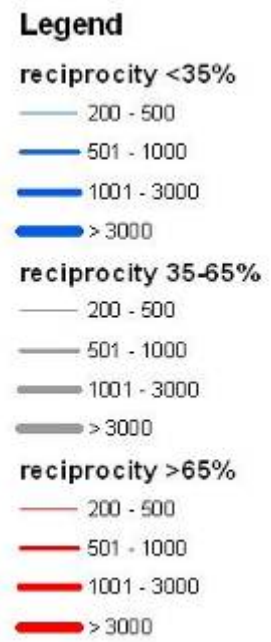 Legend
reciprocity <35%
200 - 500
501 - 1000
1001 - 3000
> 3000
reciprocity 35-65%
200 - 500
501 - 1000
1001 - 3000
> 3000
reciprocity >65%
200 - 500
501 - 1000
1001 - 3000
> 3000